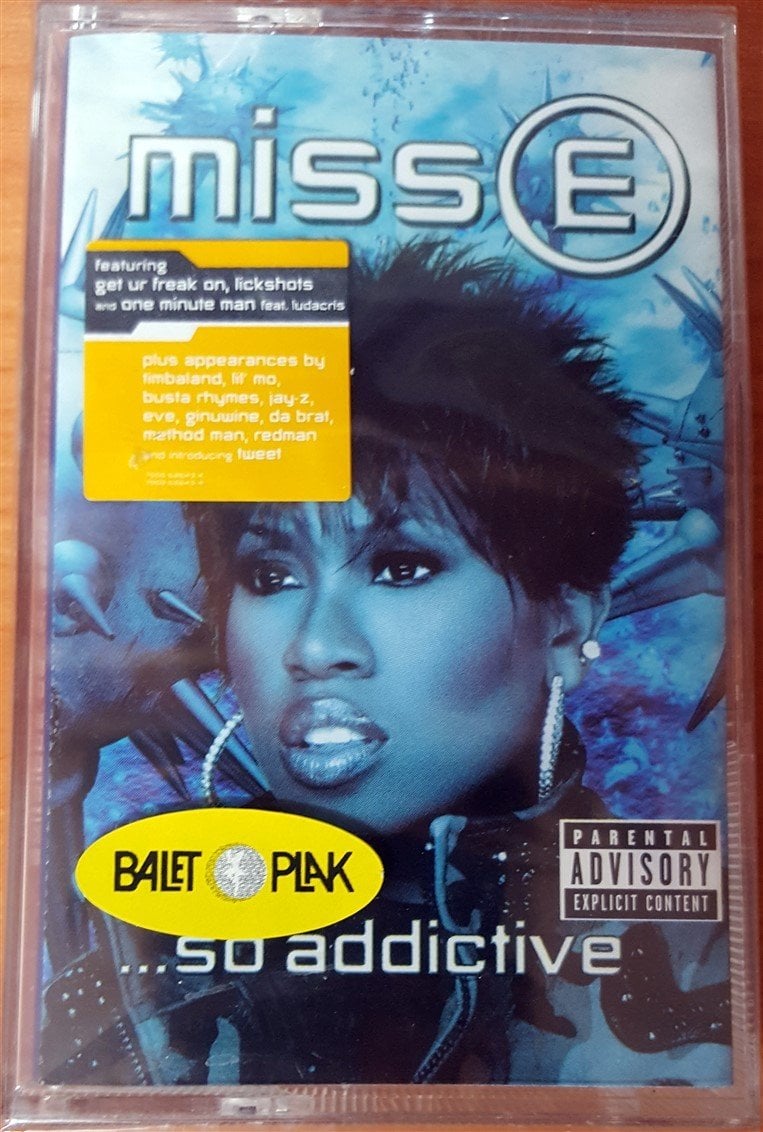 miss E
featuring
get ur freak on, lickshots
and one minute man feat. ludacris
plus appearances by
timbaland, lil' mo,
busta rhymes, jay-z,
eve, ginuwine, da brat,
method man, redman
and introducing tweet
BALET PLAK
PARENTAL
ADVISORY
EXPLICIT CONTENT
...so addictive